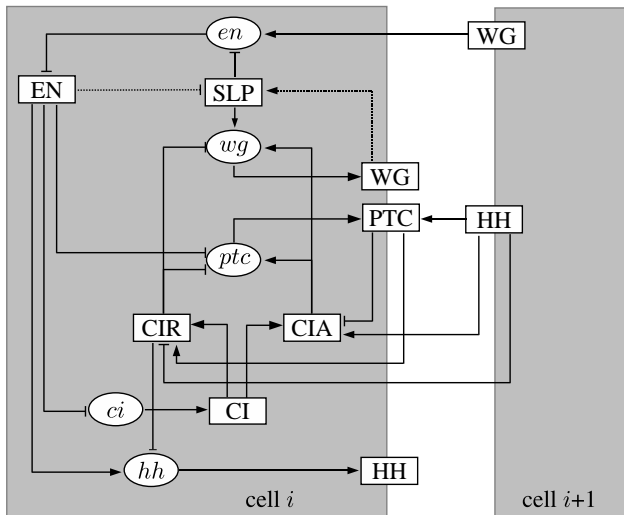 en
WG
EN
SLP
wg
WG
PTC
HH
ptc
CIR
CIA
ci
CI
hh
HH
cell i
cell i+1